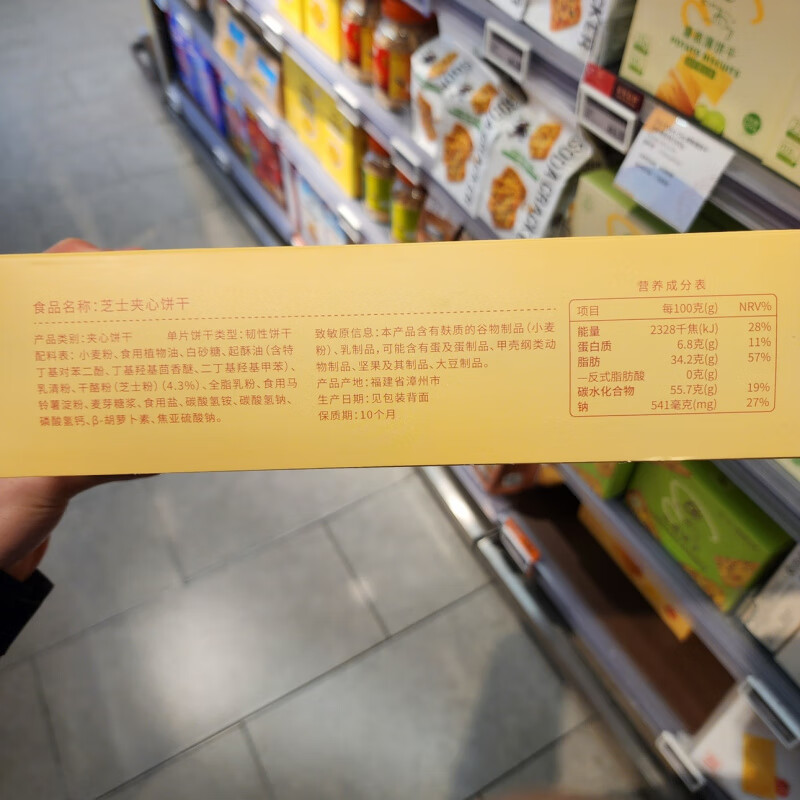 SODA CRACKER
食品名称:芝士夹心饼干
产品类别:夹心饼干 单片饼干类型:韧性饼干
配料表:小麦粉、食用植物油、白砂糖、起酥油(含特
丁基对苯二酚、丁基羟基茴香醚、二丁基羟基甲苯)、
乳清粉、干酪粉(芝士粉)(4.3%)、全脂乳粉、食用马
铃薯淀粉、麦芽糖浆、食用盐、碳酸氢铵、碳酸氢钠、
磷酸氢钙、β-胡萝卜素、焦亚硫酸钠。
致敏原信息:本产品含有麸质的谷物制品(小麦
粉)、乳制品,可能含有蛋及蛋制品、甲壳纲类动
物制品、坚果及其制品、大豆制品。
产品产地:福建省漳州市
生产日期:见包装背面
保质期:10个月
营养成分表
项目 每100克(g) NRV%
能量 2328千焦(kJ) 28%
蛋白质 6.8克(g) 11%
脂肪 34.2克(g) 57%
—反式脂肪酸 0克(g)
碳水化合物 55.7克(g) 19%
钠 541毫克(mg) 27%